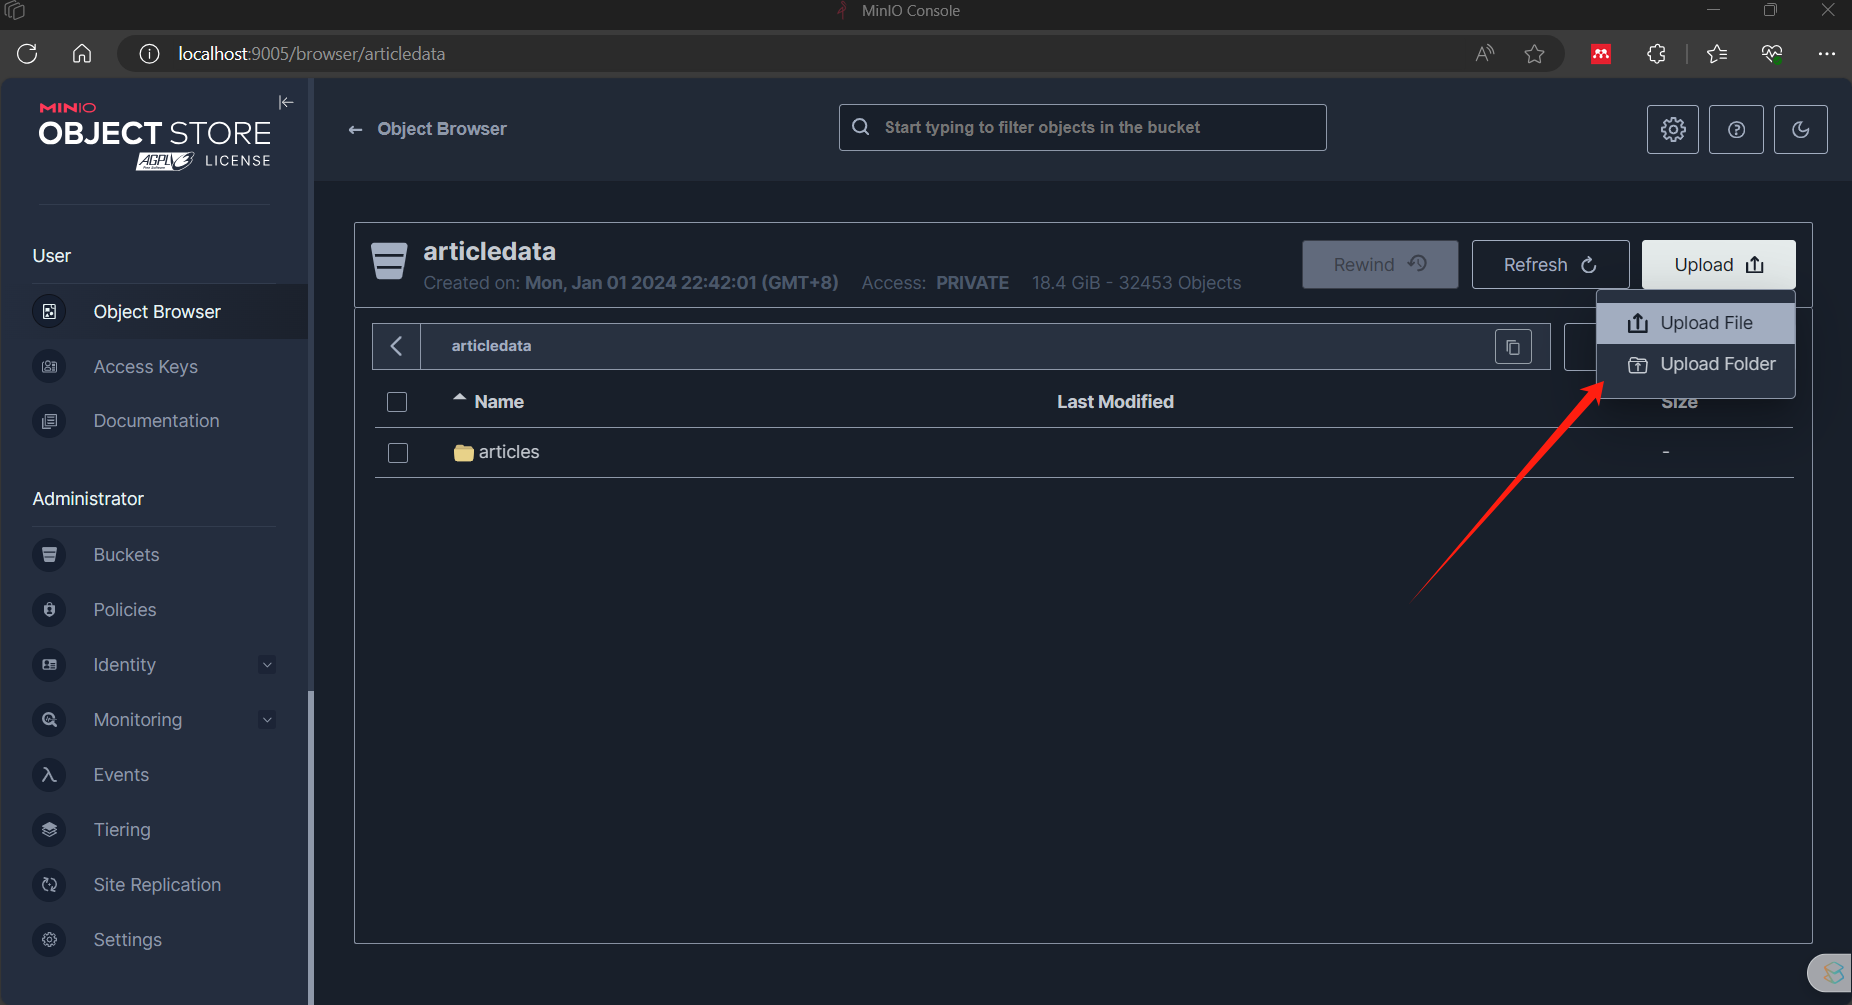 MinIO Console
localhost:9005/browser/articledata
MINIO
OBJECT STORE
AGPLv3 LICENSE
Object Browser
Start typing to filter objects in the bucket
User
Object Browser
Access Keys
Documentation
Administrator
Buckets
Policies
Identity
Monitoring
Events
Tiering
Site Replication
Settings
articledata
Created on: Mon, Jan 01 2024 22:42:01 (GMT+8) Access: PRIVATE 18.4 GiB - 32453 Objects
Rewind
Refresh
Upload
Upload File
Upload Folder
articledata
Name Last Modified Size
articles -